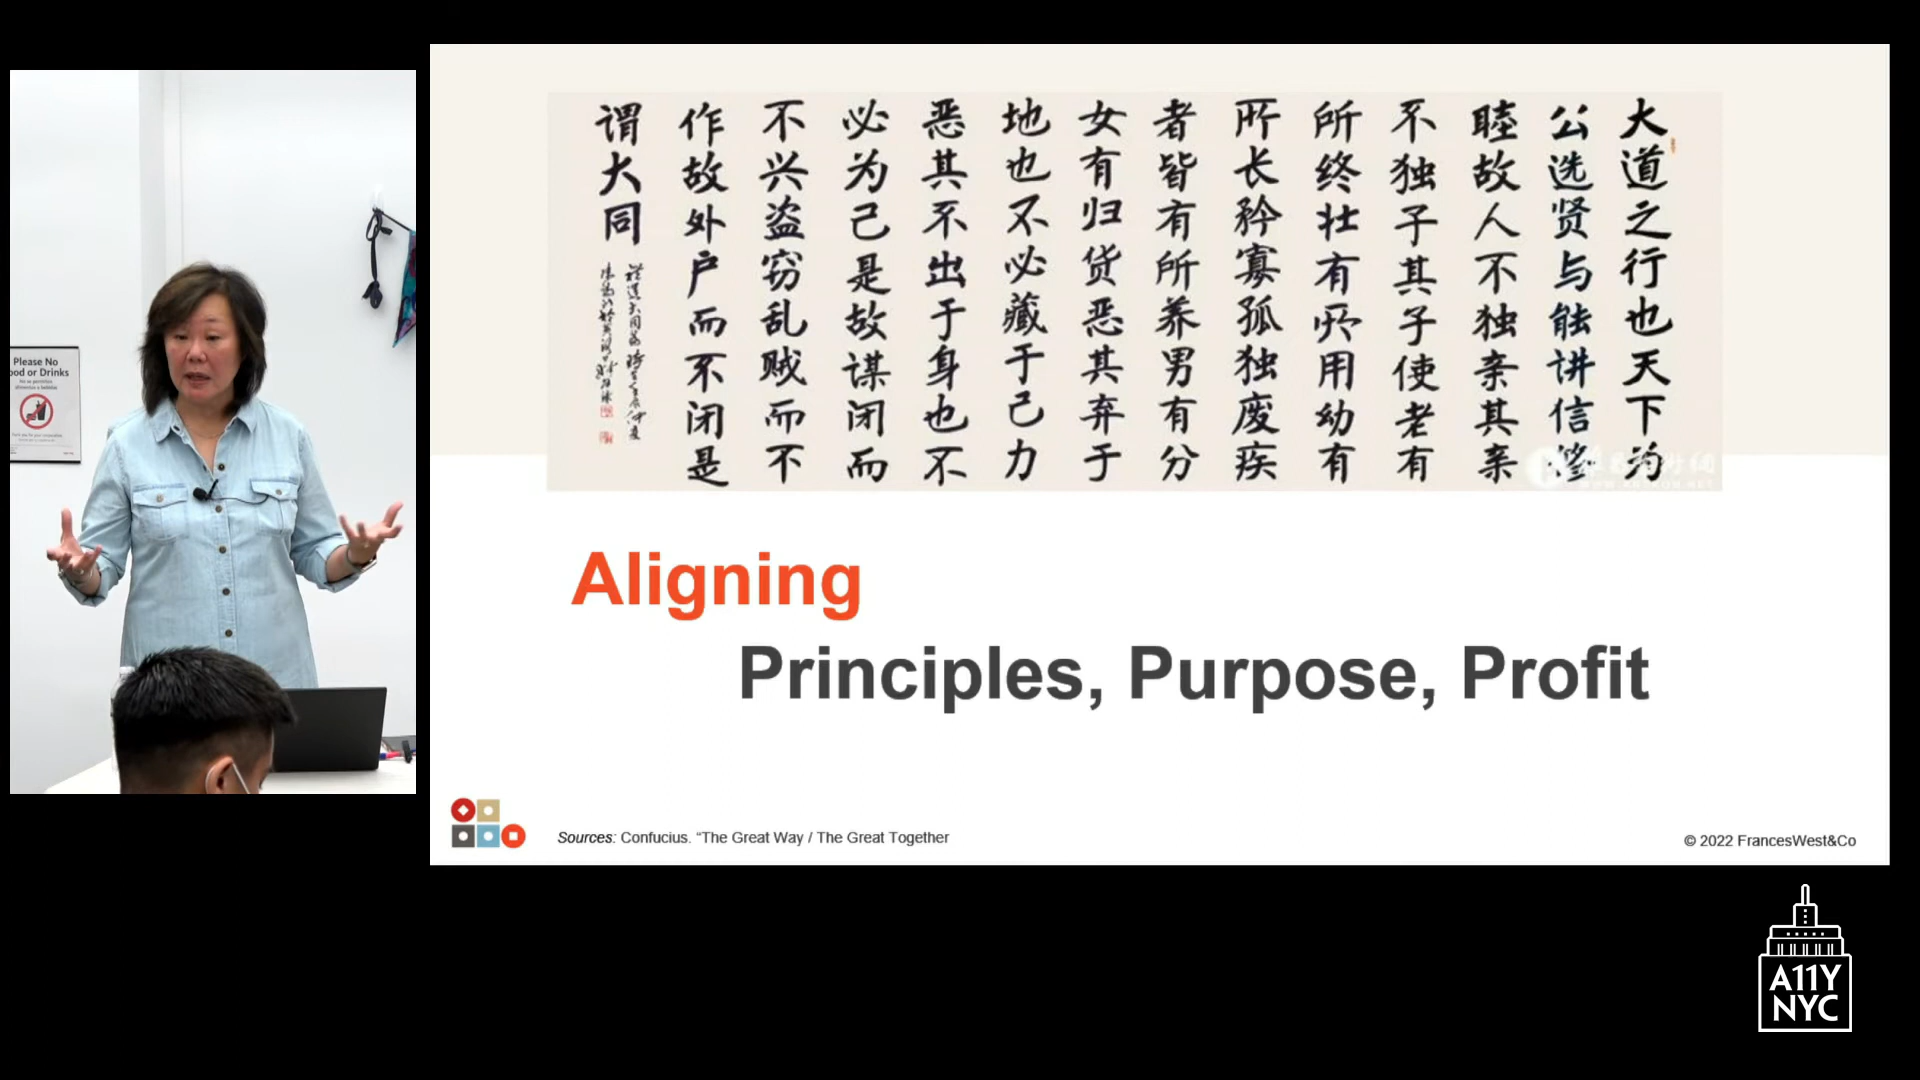 Please No
ood or Drinks
大道之行也天下为
公选贤与能讲信修
睦故人不独亲其亲
不独子其子使老有
所终壮有所用幼有
所长矜寡孤独废疾
者皆有所养男有分
女有归货恶其弃于
地也不必藏于己力
恶其不出于身也不
必为己是故谋闭而
不兴盗窃乱贼而不
作故外户而不闭是
谓大同
Aligning
Principles, Purpose, Profit
Sources: Confucius. “The Great Way / The Great Together
© 2022 FrancesWest&Co
A11Y
NYC